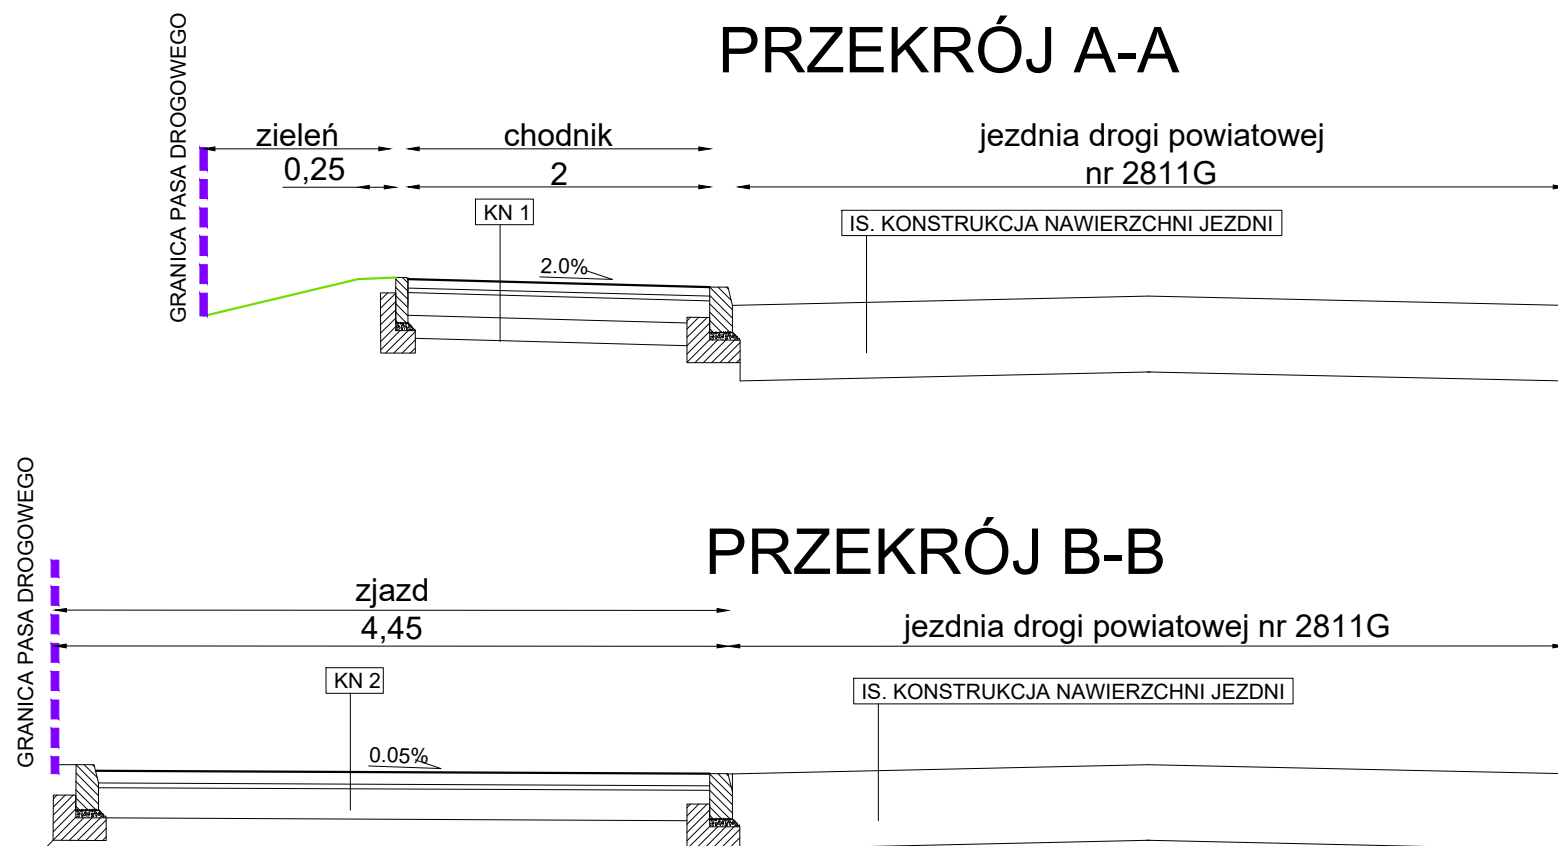 PRZEKRÓJ A-A
GRANICA PASA DROGOWEGO
zieleń
chodnik
jezdnia drogi powiatowej
0,25
2
nr 2811G
KN 1
IS. KONSTRUKCJA NAWIERZCHNI JEZDNI
2.0%
PRZEKRÓJ B-B
GRANICA PASA DROGOWEGO
zjazd
4,45
jezdnia drogi powiatowej nr 2811G
KN 2
IS. KONSTRUKCJA NAWIERZCHNI JEZDNI
0.05%